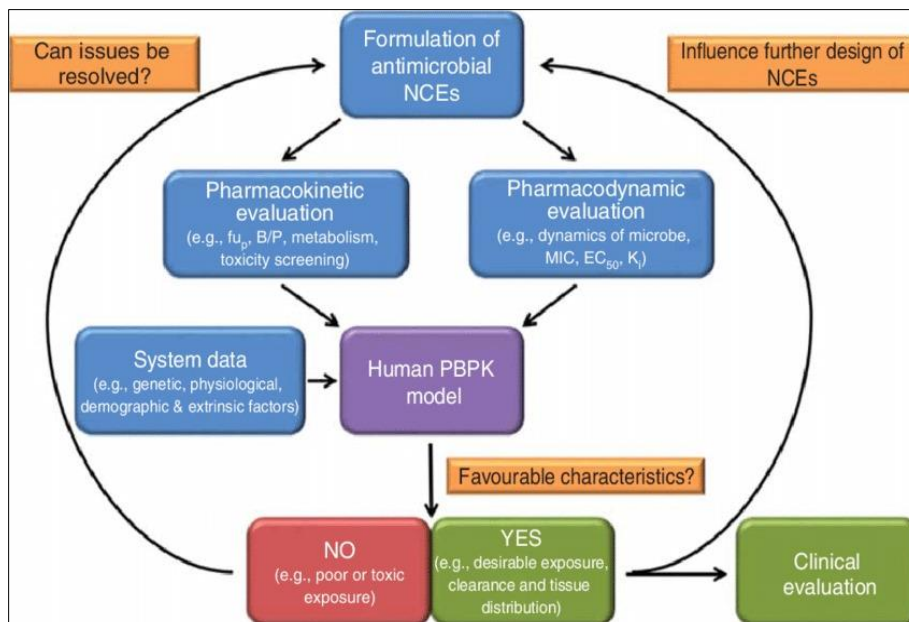 Can issues be
resolved?
Formulation of
antimicrobial
NCEs
Influence further design of
NCEs
Pharmacokinetic
evaluation
(e.g., fuₚ, B/P, metabolism,
toxicity screening)
Pharmacodynamic
evaluation
(e.g., dynamics of microbe,
MIC, EC₅₀, Kᵢ)
System data
(e.g., genetic, physiological,
demographic & extrinsic factors)
Human PBPK
model
Favourable characteristics?
NO
(e.g., poor or toxic
exposure)
YES
(e.g., desirable exposure,
clearance and tissue
distribution)
Clinical
evaluation